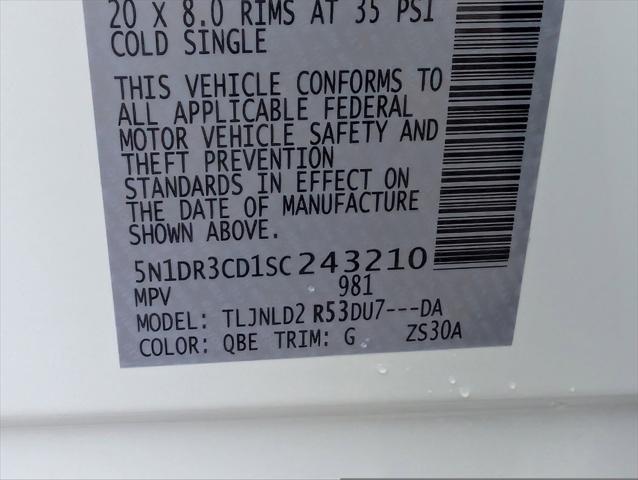 20 X 8.0 RIMS AT 35 PSI
COLD SINGLE
THIS VEHICLE CONFORMS TO
ALL APPLICABLE FEDERAL
MOTOR VEHICLE SAFETY AND
THEFT PREVENTION
STANDARDS IN EFFECT ON
THE DATE OF MANUFACTURE
SHOWN ABOVE.
5N1DR3CD1SC243210
MPV 981
MODEL: TLJNLD2 R53DU7---DA
COLOR: QBE TRIM: G ZS30A